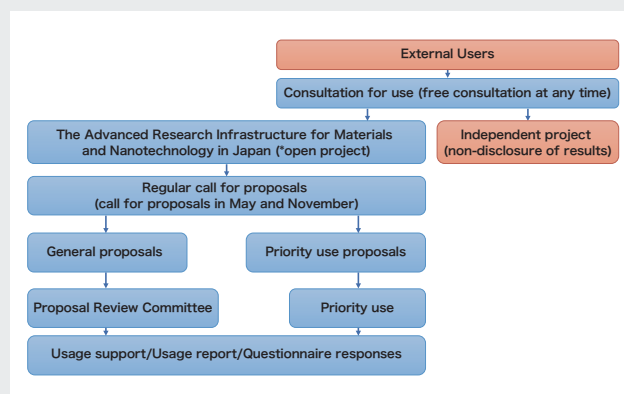 External Users
Consultation for use (free consultation at any time)
The Advanced Research Infrastructure for Materials
and Nanotechnology in Japan (*open project)
Independent project
(non-disclosure of results)
Regular call for proposals
(call for proposals in May and November)
General proposals
Priority use proposals
Proposal Review Committee
Priority use
Usage support/Usage report/Questionnaire responses